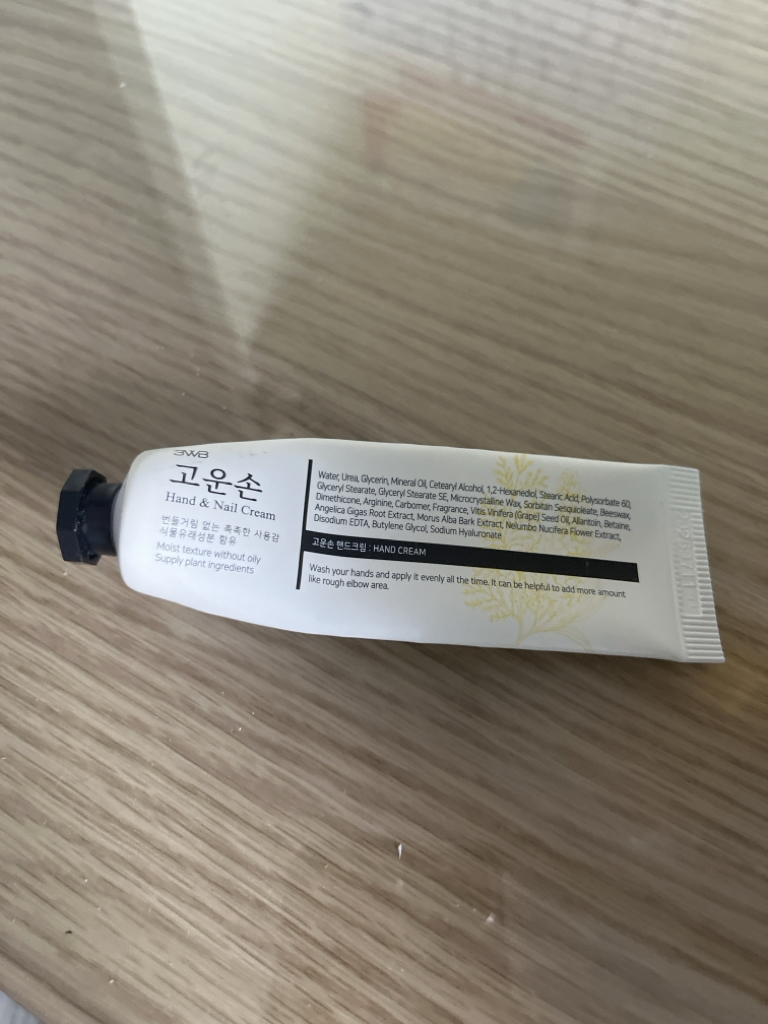 3WB
고운손
Hand & Nail Cream
번들거림 없는 촉촉한 사용감
식물유래성분 함유
Moist texture without oily
Supply plant ingredients
Water, Urea, Glycerin, Mineral Oil, Cetearyl Alcohol, 1,2-Hexanediol, Stearic Acid, Polysorbate 60,
Glyceryl Stearate, Glyceryl Stearate SE, Microcrystalline Wax, Sorbitan Sesquioleate, Beeswax,
Dimethicone, Arginine, Carbomer, Fragrance, Vitis Vinifera (Grape) Seed Oil, Allantoin, Betaine,
Angelica Gigas Root Extract, Morus Alba Bark Extract, Nelumbo Nucifera Flower Extract,
Disodium EDTA, Butylene Glycol, Sodium Hyaluronate
고운손 핸드크림 : HAND CREAM
Wash your hands and apply it evenly all the time. It can be helpful to add more amount
like rough elbow area.